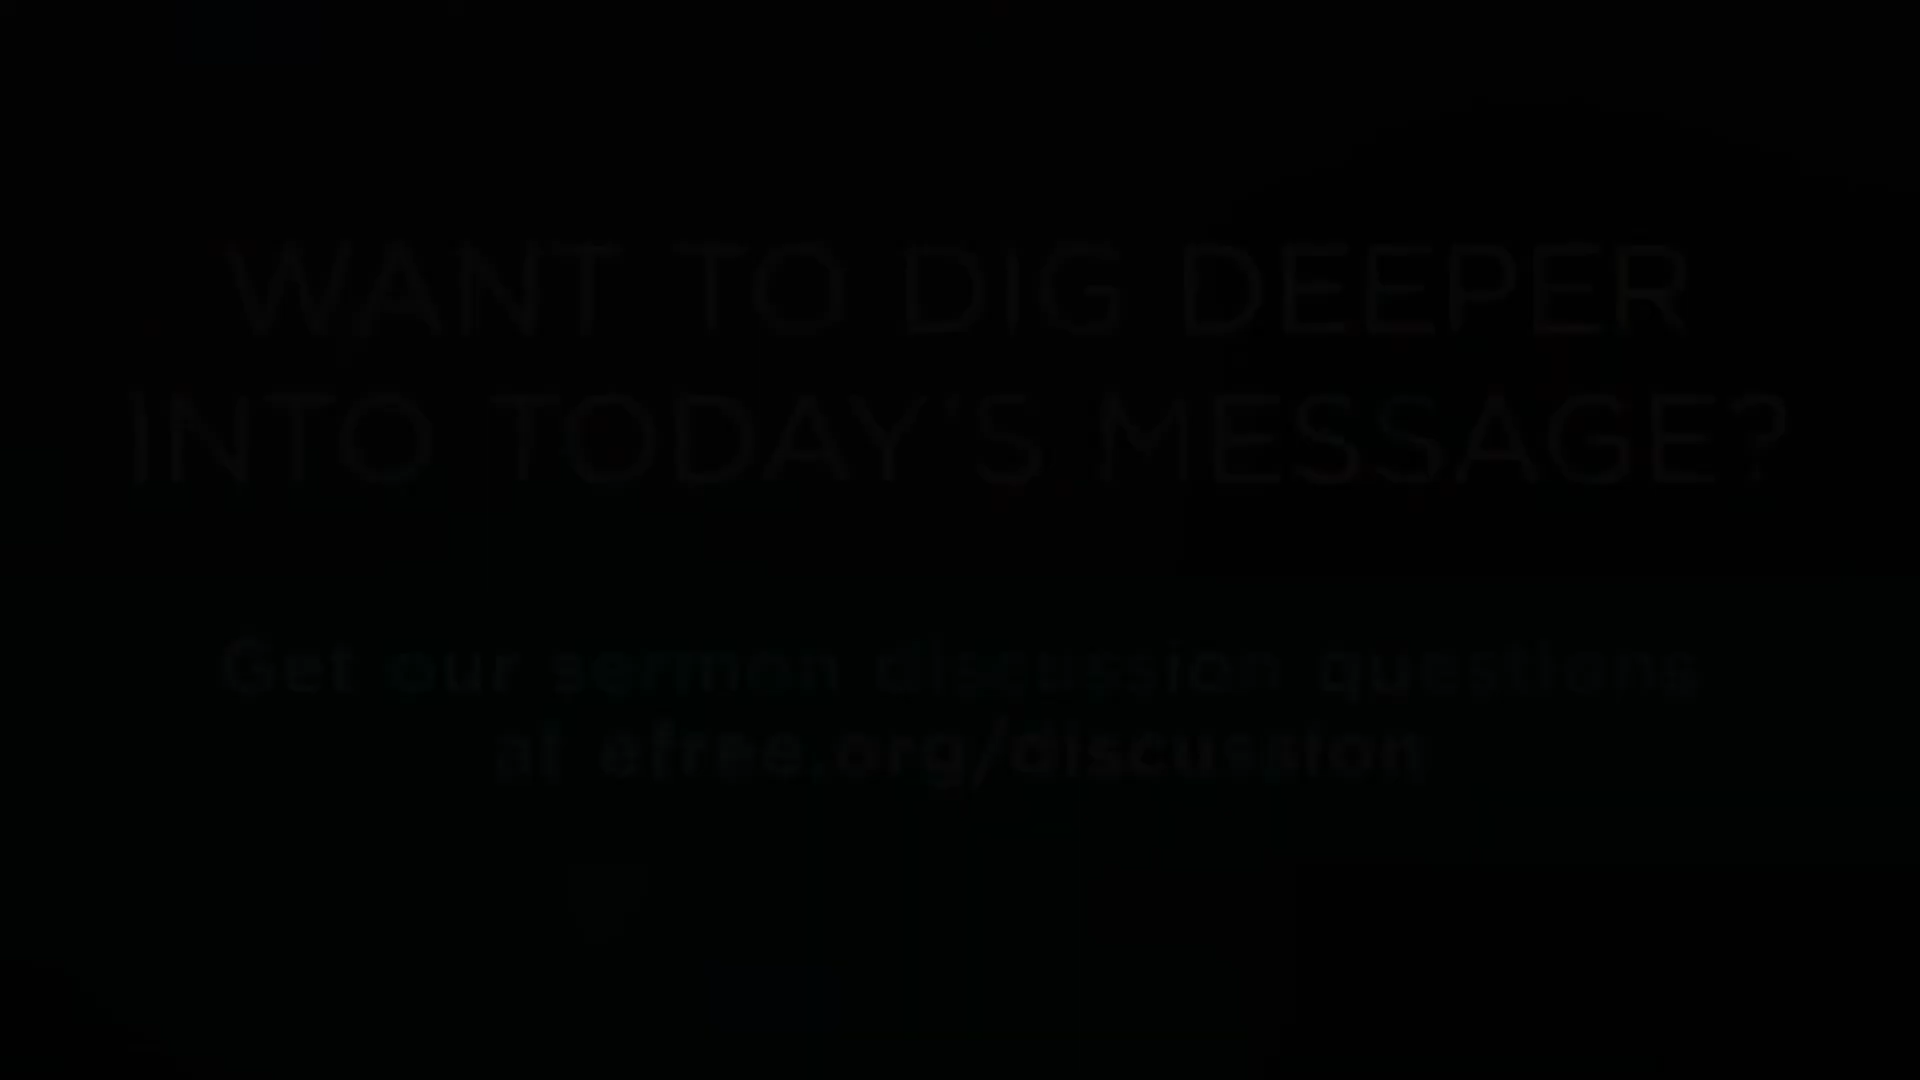 WANT TO DIG DEEPER
INTO TODAY'S MESSAGE?
Get our sermon discussion questions
at efree.org/discussion